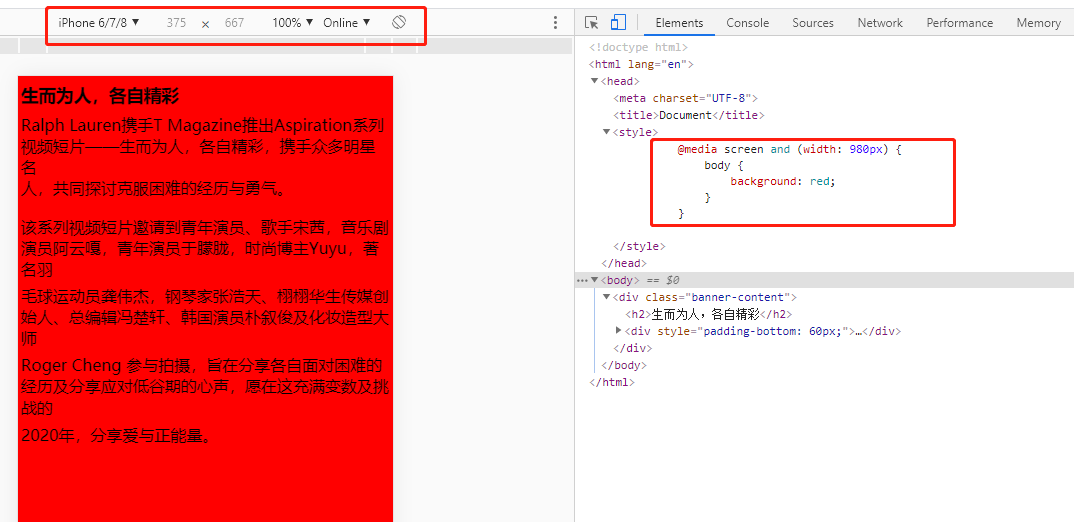 iPhone 6/7/8 ▼ 375 × 667 100% ▼ Online ▼
Elements Console Sources Network Performance Memory
生而为人，各自精彩
Ralph Lauren携手T Magazine推出Aspiration系列
视频短片——生而为人，各自精彩，携手众多明星
名
人，共同探讨克服困难的经历与勇气。
该系列视频短片邀请到青年演员、歌手宋茜，音乐剧
演员阿云嘎，青年演员于朦胧，时尚博主Yuyu，著
名羽
毛球运动员龚伟杰，钢琴家张浩天、栩栩华生传媒创
始人、总编辑冯楚轩、韩国演员朴叙俊及化妆造型大
师
Roger Cheng 参与拍摄，旨在分享各自面对困难的
经历及分享应对低谷期的心声，愿在这充满变数及挑
战的
2020年，分享爱与正能量。
<!doctype html>
<html lang="en">
▼<head>
<meta charset="UTF-8">
<title>Document</title>
▼<style>
@media screen and (width: 980px) {
body {
background: red;
}
}
</style>
</head>
…▼<body> == $0
▼<div class="banner-content">
<h2>生而为人，各自精彩</h2>
▶<div style="padding-bottom: 60px;">…</div>
</div>
</body>
</html>